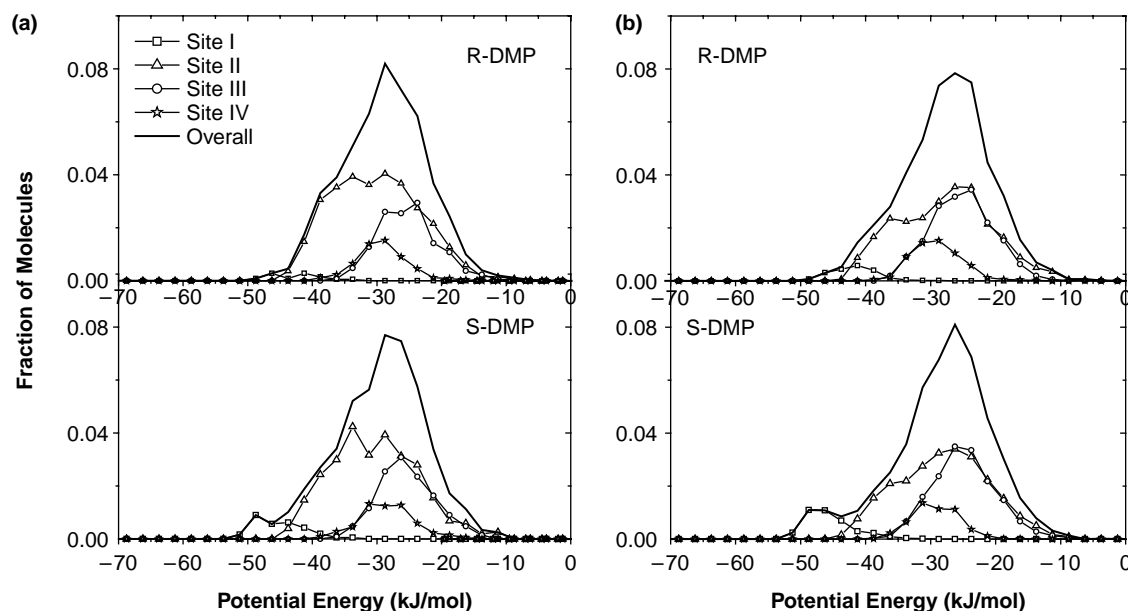 (a)
Site I
Site II
Site III
Site IV
Overall
R-DMP
0.08
0.04
0.00
−70 −60 −50 −40 −30 −20 −10 0
S-DMP
0.08
0.04
0.00
−70 −60 −50 −40 −30 −20 −10 0
Potential Energy (kJ/mol)
Fraction of Molecules
(b)
R-DMP
0.08
0.04
0.00
−70 −60 −50 −40 −30 −20 −10 0
S-DMP
0.08
0.04
0.00
−70 −60 −50 −40 −30 −20 −10 0
Potential Energy (kJ/mol)